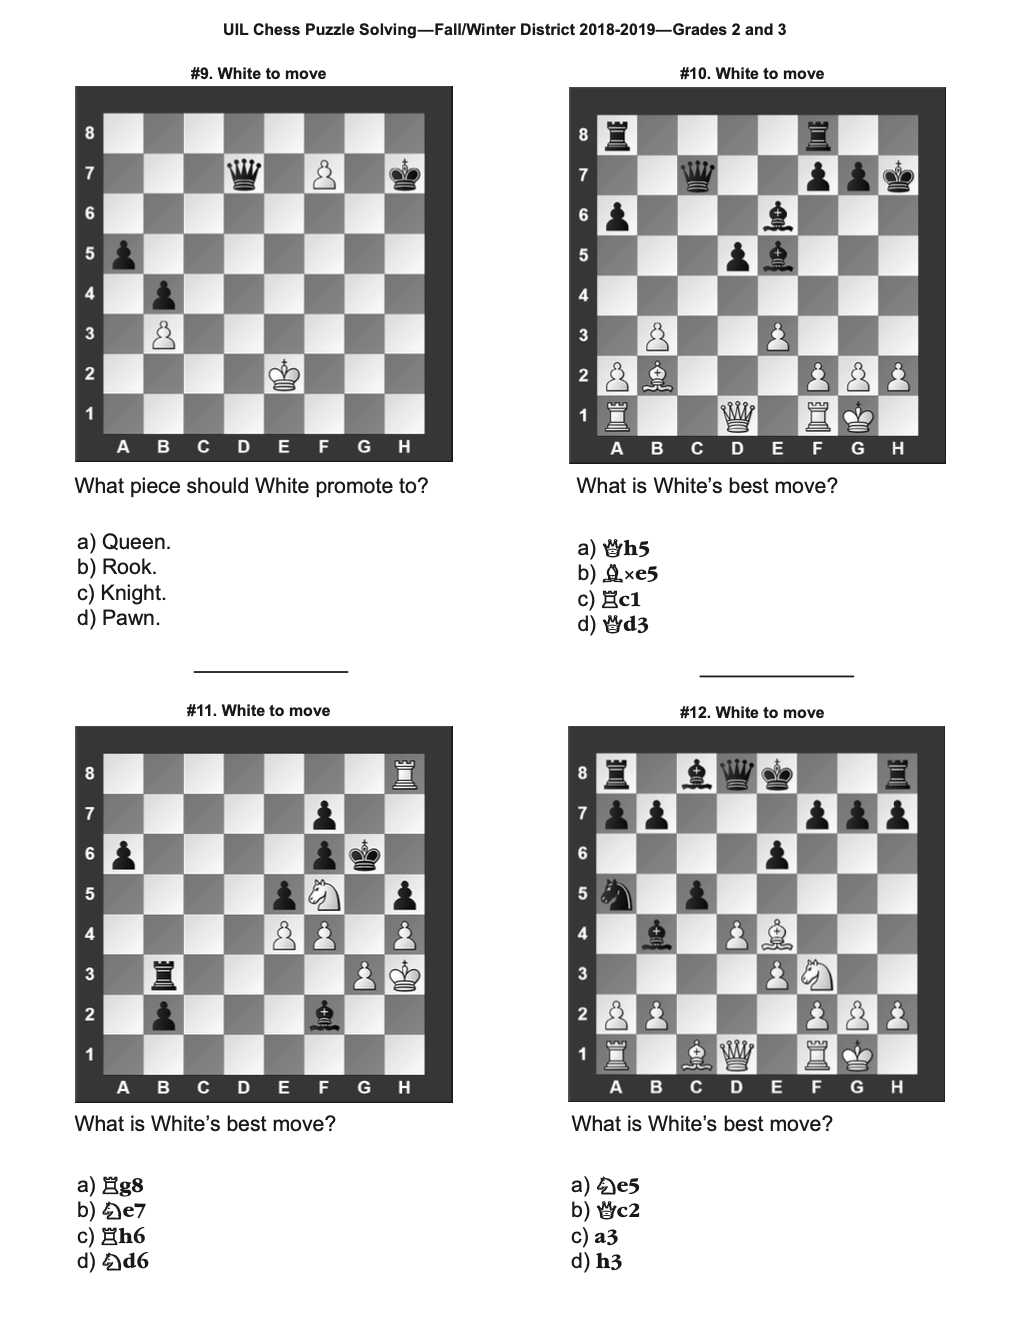 UIL Chess Puzzle Solving—Fall/Winter District 2018-2019—Grades 2 and 3
#9. White to move
8
7
6
5
4
3
2
1
A B C D E F G H
What piece should White promote to?
a) Queen.
b) Rook.
c) Knight.
d) Pawn.
#10. White to move
8
7
6
5
4
3
2
1
A B C D E F G H
What is White's best move?
a) ♕h5
b) ♗×e5
c) ♖c1
d) ♕d3
#11. White to move
8
7
6
5
4
3
2
1
A B C D E F G H
What is White's best move?
a) ♖g8
b) ♘e7
c) ♖h6
d) ♘d6
#12. White to move
8
7
6
5
4
3
2
1
A B C D E F G H
What is White's best move?
a) ♘e5
b) ♕c2
c) a3
d) h3